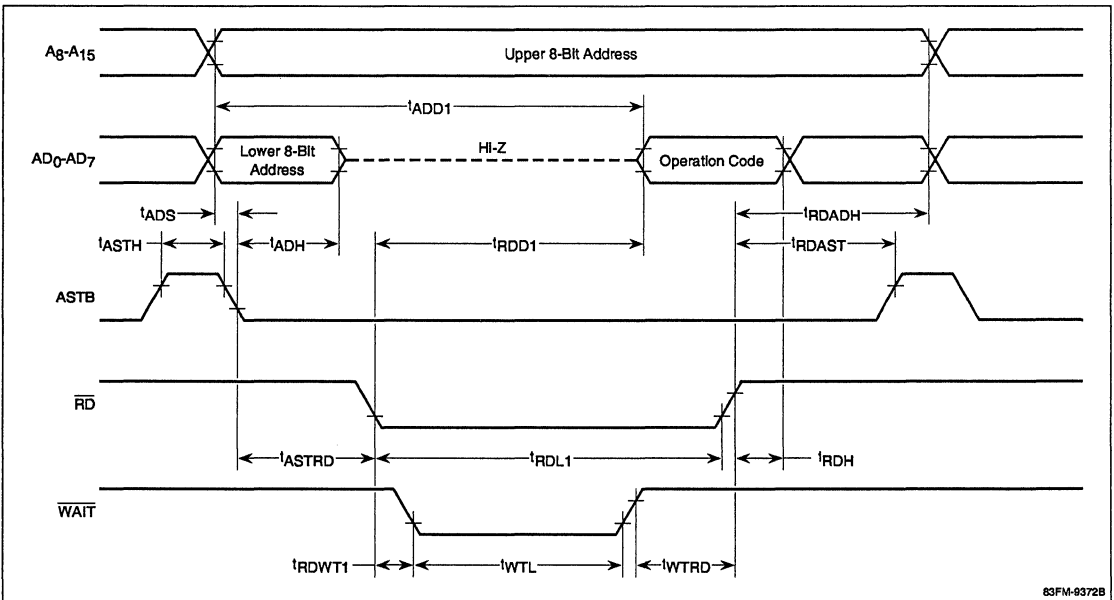 A8-A15
Upper 8-Bit Address
tADD1
AD0-AD7
Lower 8-Bit
Address
HI-Z
Operation Code
tADS
tRDADH
tASTH
tADH
tRDD1
tRDAST
ASTB
RD
tASTRD
tRDL1
tRDH
WAIT
tRDWT1
tWTL
tWTRD
83FM-9372B